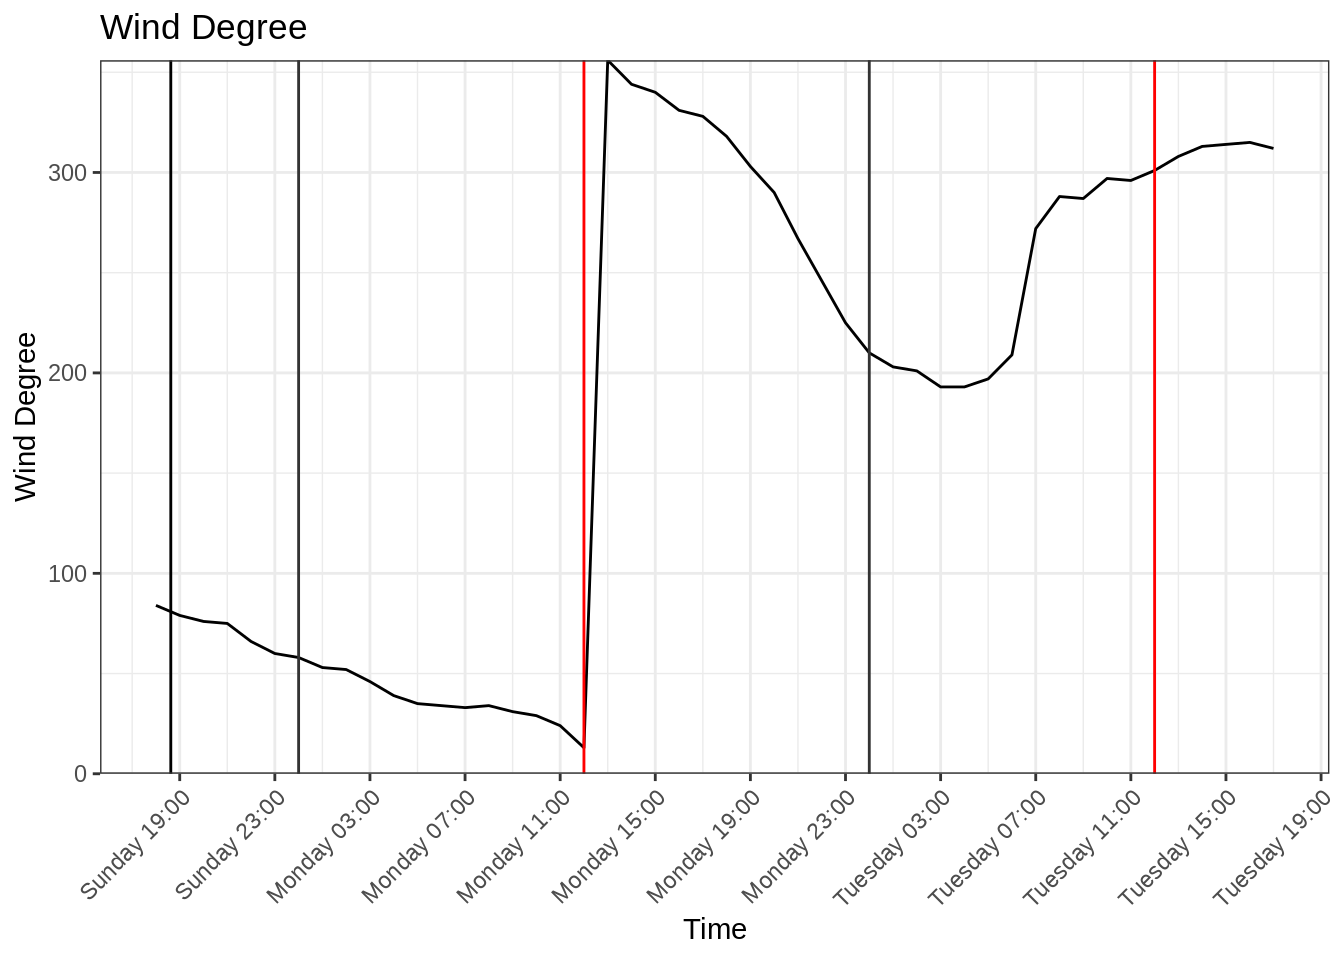 Wind Degree
Wind Degree
300
200
100
0
Sunday 19:00
Sunday 23:00
Monday 03:00
Monday 07:00
Monday 11:00
Monday 15:00
Monday 19:00
Monday 23:00
Tuesday 03:00
Tuesday 07:00
Tuesday 11:00
Tuesday 15:00
Tuesday 19:00
Time